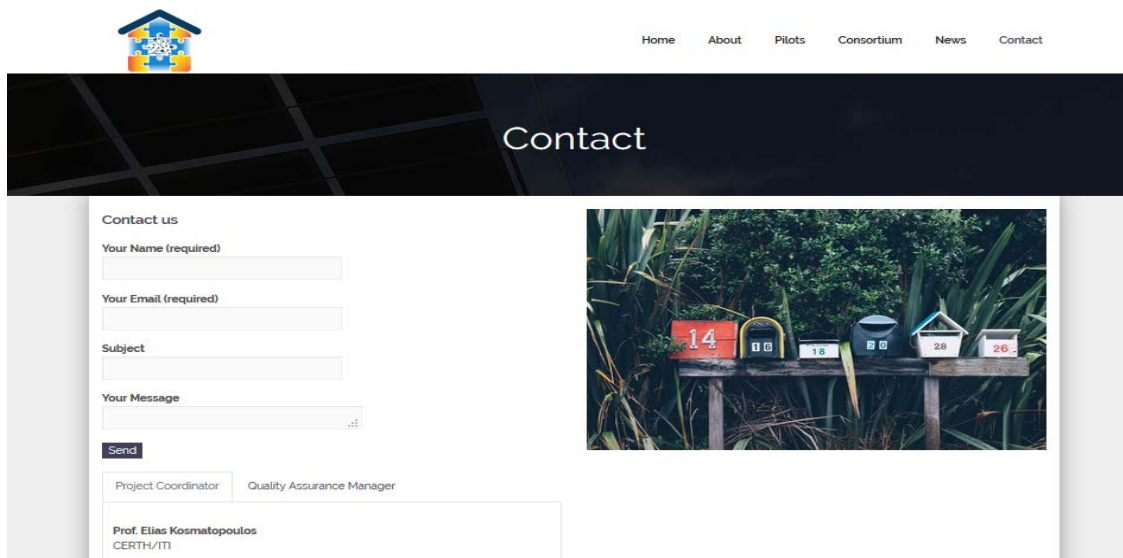 Home About Pilots Consortium News Contact
Contact
Contact us
Your Name (required)
Your Email (required)
Subject
Your Message
Send
Project Coordinator Quality Assurance Manager
Prof. Elias Kosmatopoulos
CERTH/ITI
14
16
18
20
28
26